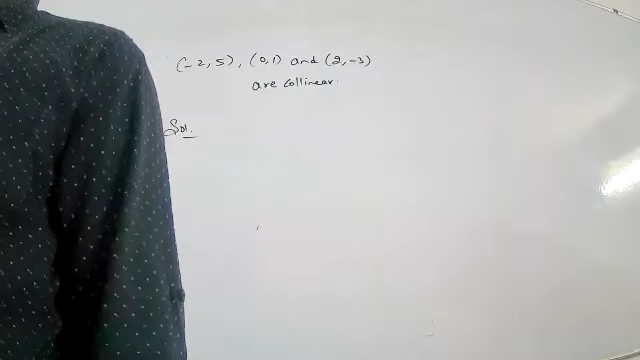 (-2, 5), (0, 1) and (2, -3)
are collinear.
Sol.